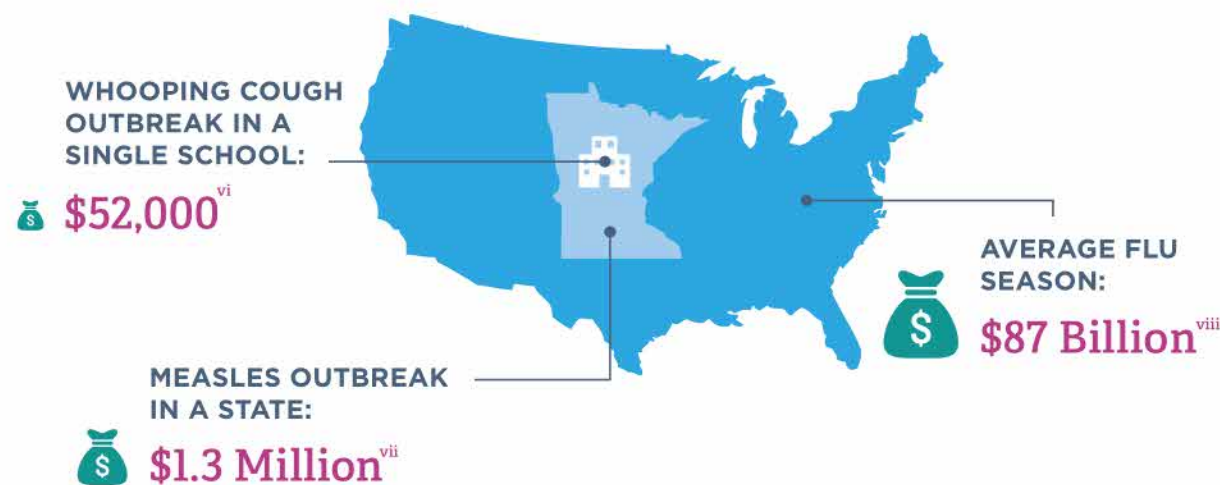 WHOOPING COUGH
OUTBREAK IN A
SINGLE SCHOOL:
$ $52,000vi
AVERAGE FLU
SEASON:
$ $87 Billionviii
MEASLES OUTBREAK
IN A STATE:
$ $1.3 Millionvii